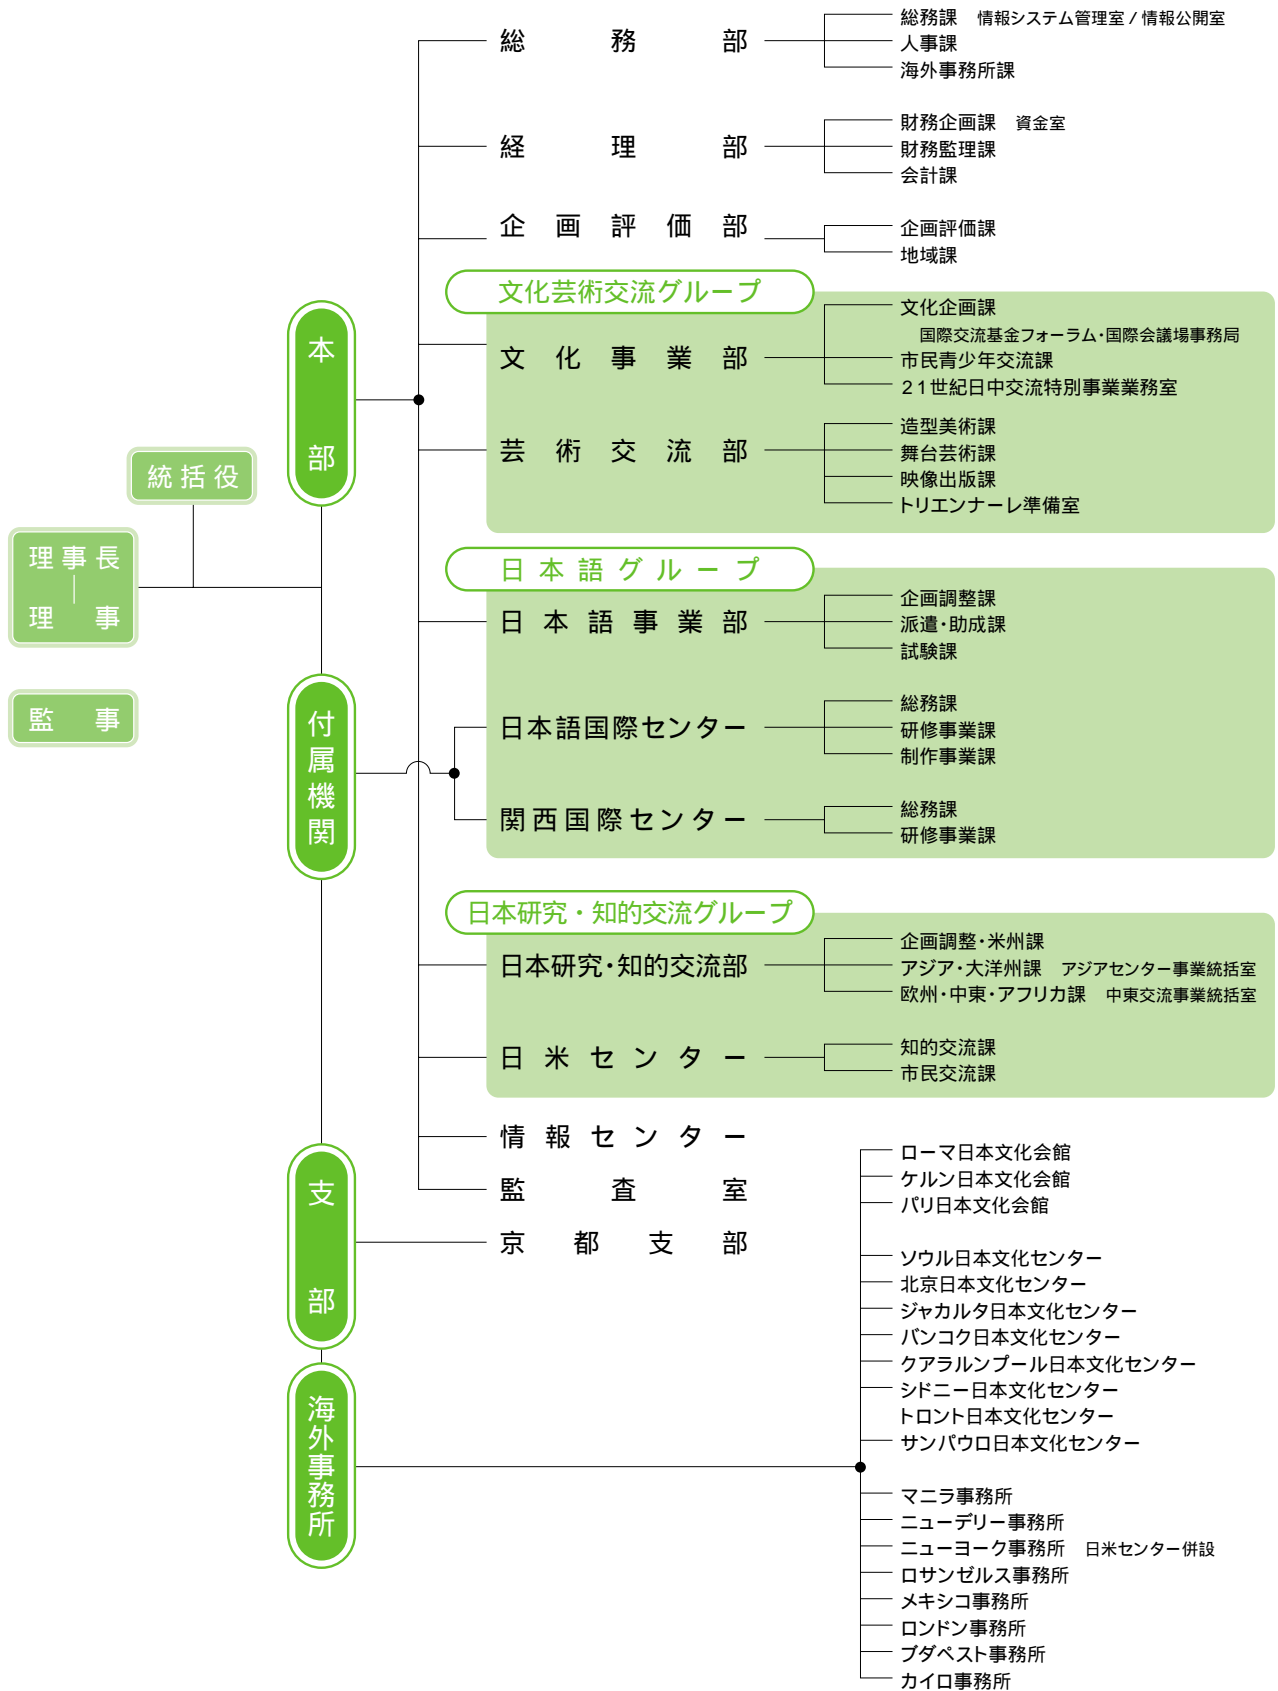 統括役
理事長
理事
監事
本部
総務部
総務課 情報システム管理室 / 情報公開室
人事課
海外事務所課
経理部
財務企画課 資金室
財務監理課
会計課
企画評価部
企画評価課
地域課
文化芸術交流グループ
文化事業部
文化企画課
国際交流基金フォーラム・国際会議場事務局
市民青少年交流課
21世紀日中交流特別事業業務室
芸術交流部
造型美術課
舞台芸術課
映像出版課
トリエンナーレ準備室
日本語グループ
日本語事業部
企画調整課
派遣・助成課
試験課
付属機関
日本語国際センター
総務課
研修事業課
制作事業課
関西国際センター
総務課
研修事業課
日本研究・知的交流グループ
日本研究・知的交流部
企画調整・米州課
アジア・大洋州課 アジアセンター事業統括室
欧州・中東・アフリカ課 中東交流事業統括室
日米センター
知的交流課
市民交流課
情報センター
監査室
支部
京都支部
海外事務所
ローマ日本文化会館
ケルン日本文化会館
パリ日本文化会館
ソウル日本文化センター
北京日本文化センター
ジャカルタ日本文化センター
バンコク日本文化センター
クアラルンプール日本文化センター
シドニー日本文化センター
トロント日本文化センター
サンパウロ日本文化センター
マニラ事務所
ニューデリー事務所
ニューヨーク事務所 日米センター併設
ロサンゼルス事務所
メキシコ事務所
ロンドン事務所
ブダペスト事務所
カイロ事務所